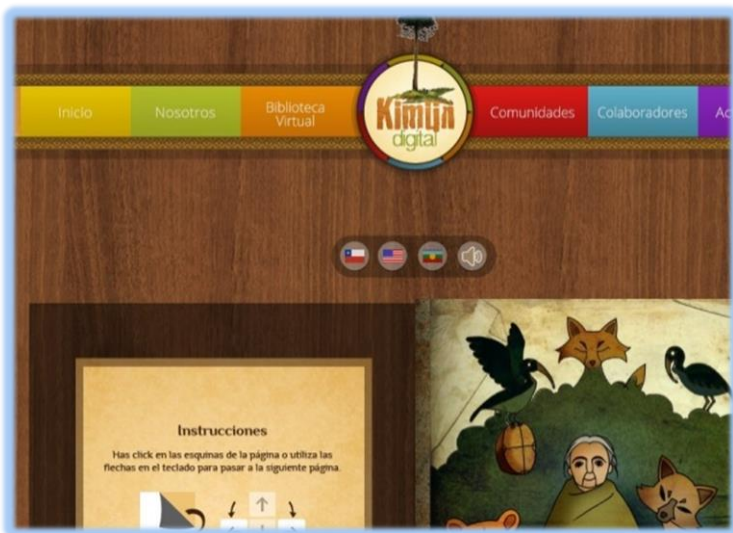 Inicio
Nosotros
Biblioteca
Virtual
Kimün
digital
Comunidades
Colaboradores
Ac
Instrucciones
Has click en las esquinas de la página o utiliza las
flechas en el teclado para pasar a la siguiente página.